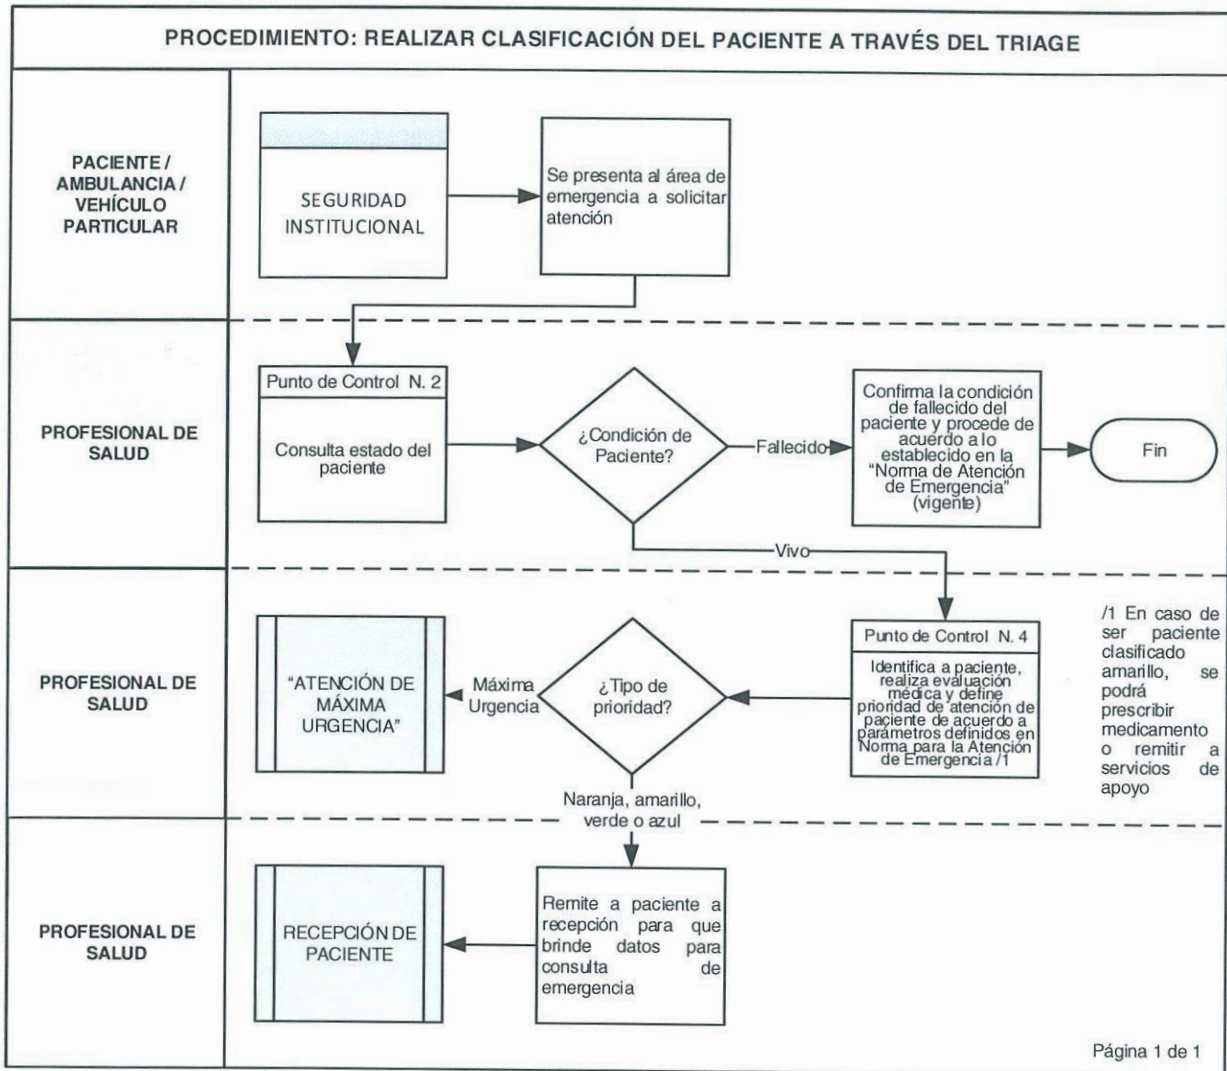 PROCEDIMIENTO: REALIZAR CLASIFICACIÓN DEL PACIENTE A TRAVÉS DEL TRIAGE
PACIENTE /
AMBULANCIA /
VEHÍCULO
PARTICULAR
SEGURIDAD
INSTITUCIONAL
Se presenta al área de
emergencia a solicitar
atención
PROFESIONAL DE
SALUD
Punto de Control N. 2
Consulta estado del
paciente
¿Condición de
Paciente?
Fallecido
Confirma la condición
de fallecido del
paciente y procede de
acuerdo a lo
establecido en la
“Norma de Atención
de Emergencia”
(vigente)
Fin
Vivo
PROFESIONAL DE
SALUD
“ATENCIÓN DE
MÁXIMA
URGENCIA”
Máxima
Urgencia
¿Tipo de
prioridad?
Punto de Control N. 4
Identifica a paciente,
realiza evaluación
médica y define
prioridad de atención de
paciente de acuerdo a
parámetros definidos en
Norma para la Atención
de Emergencia /1
/1 En caso de
ser paciente
clasificado
amarillo, se
podrá
prescribir
medicamento
o remitir a
servicios de
apoyo
Naranja, amarillo,
verde o azul
PROFESIONAL DE
SALUD
RECEPCIÓN DE
PACIENTE
Remite a paciente a
recepción para que
brinde datos para
consulta de
emergencia
Página 1 de 1